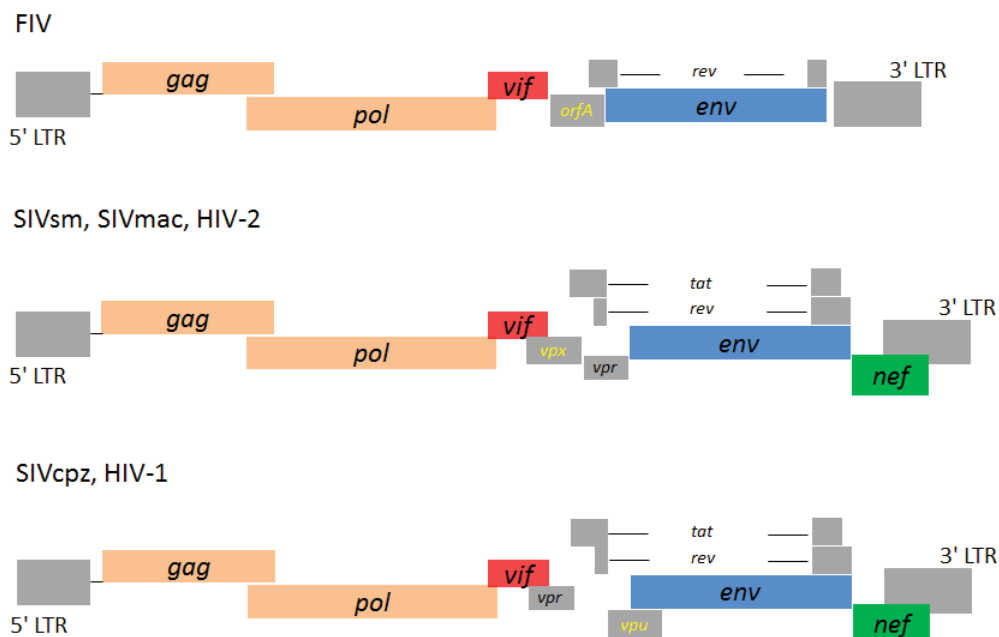 FIV
gag
vif
rev
3' LTR
orfA
env
pol
5' LTR
SIVsm, SIVmac, HIV-2
tat
rev
3' LTR
gag
vif
env
pol
vpx
vpr
nef
5' LTR
SIVcpz, HIV-1
tat
rev
3' LTR
gag
vif
vpr
env
pol
vpu
nef
5' LTR